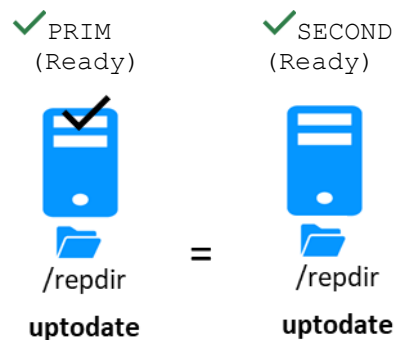 PRIM
(Ready)
SECOND
(Ready)
/repdir
=
/repdir
uptodate
uptodate